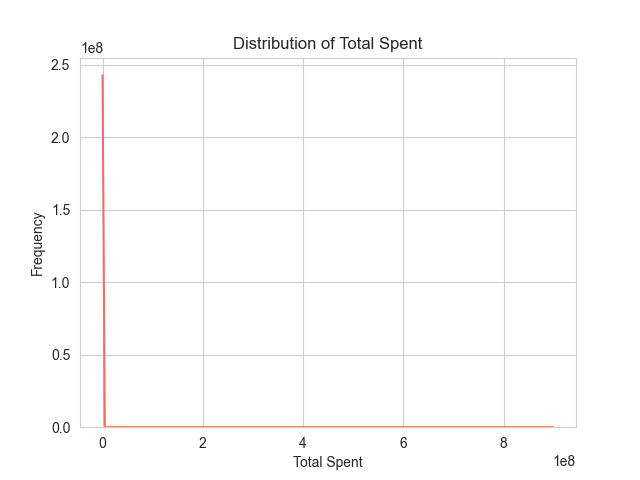 Distribution of Total Spent
1e8
2.5
2.0
1.5
1.0
0.5
0.0
Frequency
0 2 4 6 8
Total Spent
1e8